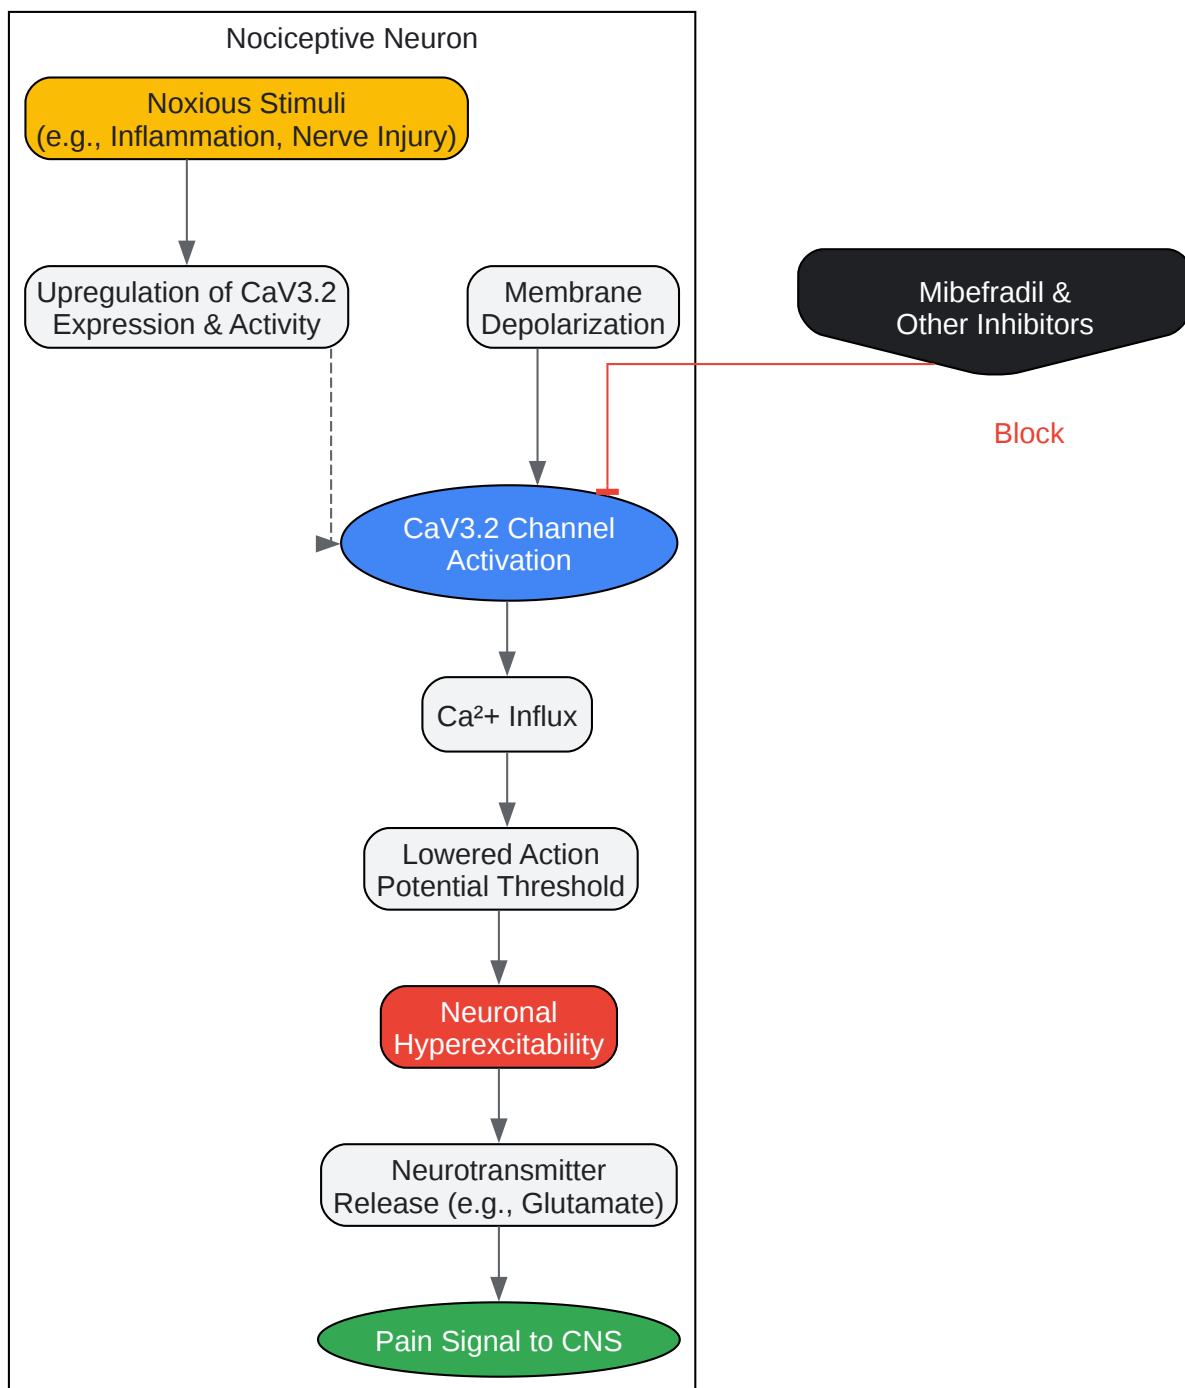 Nociceptive Neuron
Noxious Stimuli
(e.g., Inflammation, Nerve Injury)
Upregulation of CaV3.2
Expression & Activity
Membrane
Depolarization
Mibefradil &
Other Inhibitors
Block
CaV3.2 Channel
Activation
Ca²+ Influx
Lowered Action
Potential Threshold
Neuronal
Hyperexcitability
Neurotransmitter
Release (e.g., Glutamate)
Pain Signal to CNS